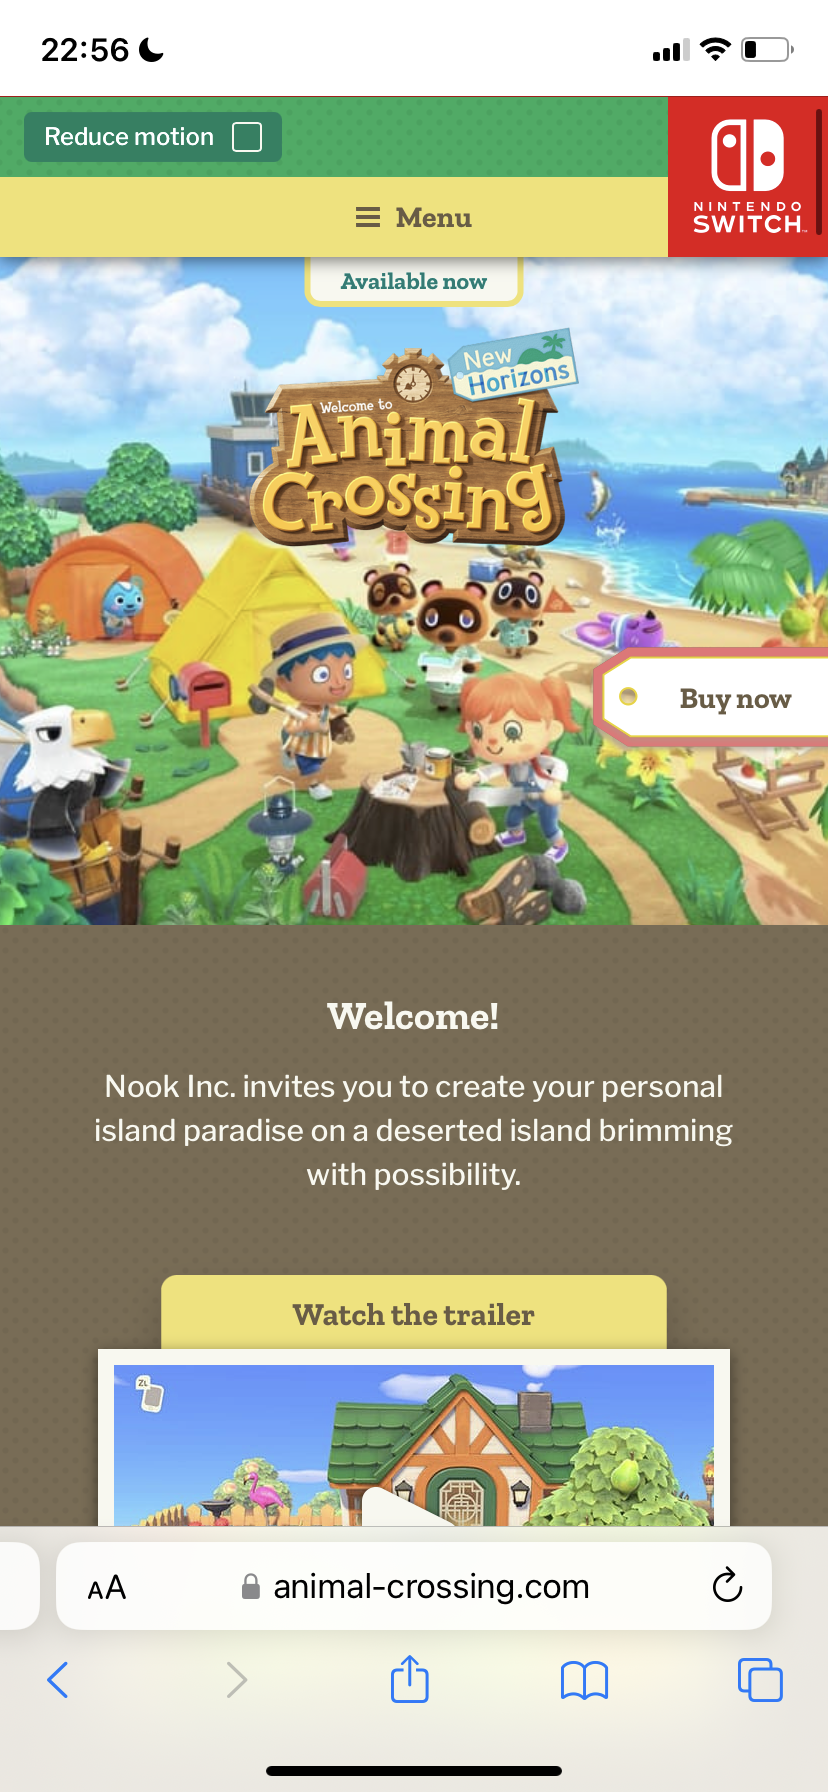 22:56
Reduce motion
NINTENDO
SWITCH
Menu
Available now
New
Horizons
Welcome to
Animal
Crossing
Buy now
Welcome!
Nook Inc. invites you to create your personal
island paradise on a deserted island brimming
with possibility.
Watch the trailer
ZL
AA
animal-crossing.com